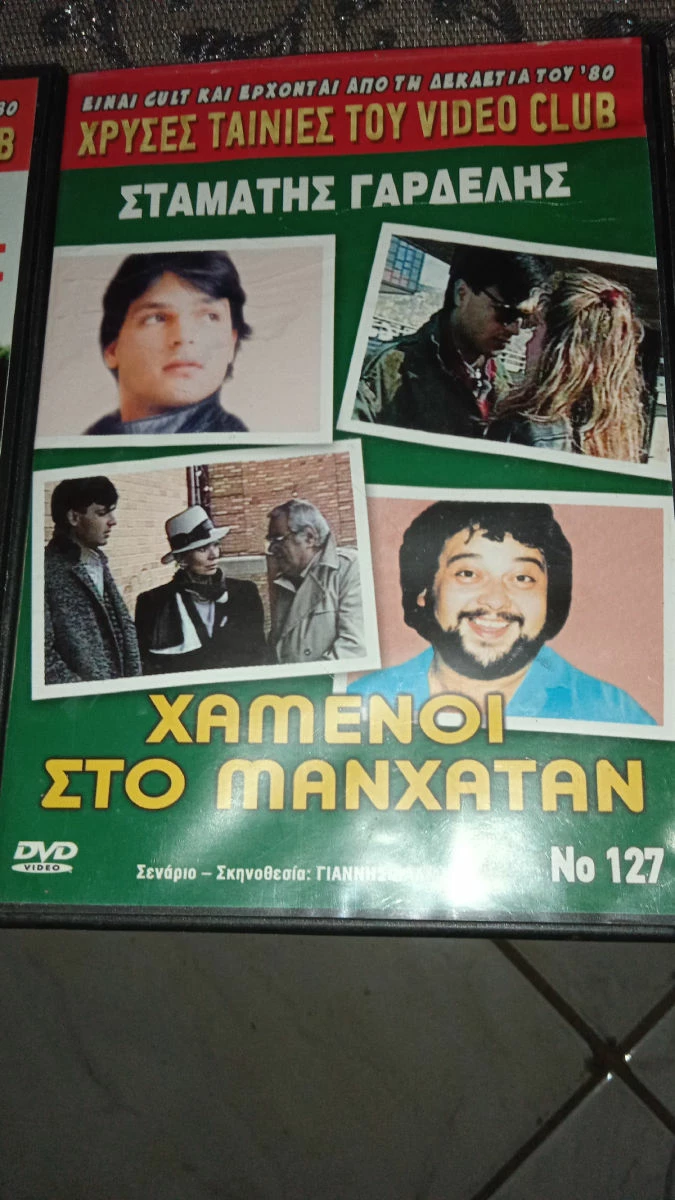 ΕΙΝΑΙ CULT ΚΑΙ ΕΡΧΟΝΤΑΙ ΑΠΟ ΤΗ ΔΕΚΑΕΤΙΑ ΤΟΥ '80
ΧΡΥΣΕΣ ΤΑΙΝΙΕΣ ΤΟΥ VIDEO CLUB
ΣΤΑΜΑΤΗΣ ΓΑΡΔΕΛΗΣ
ΧΑΜΕΝΟΙ
ΣΤΟ ΜΑΝΧΑΤΑΝ
DVD
VIDEO
Σενάριο – Σκηνοθεσία: ΓΙΑΝΝΗΣ
Νο 127
80
B